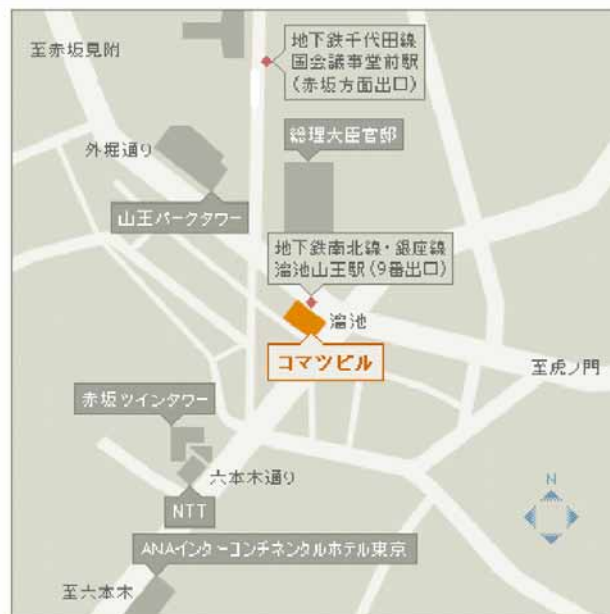 地下鉄千代田線
国会議事堂前駅
(赤坂方面出口)
至赤坂見附
総理大臣官邸
外堀通り
山王パークタワー
地下鉄南北線・銀座線
溜池山王駅(9番出口)
溜池
コマツビル
至虎ノ門
赤坂ツインタワー
六本木通り
N
NTT
ANAインターコンチネンタルホテル東京
至六本木